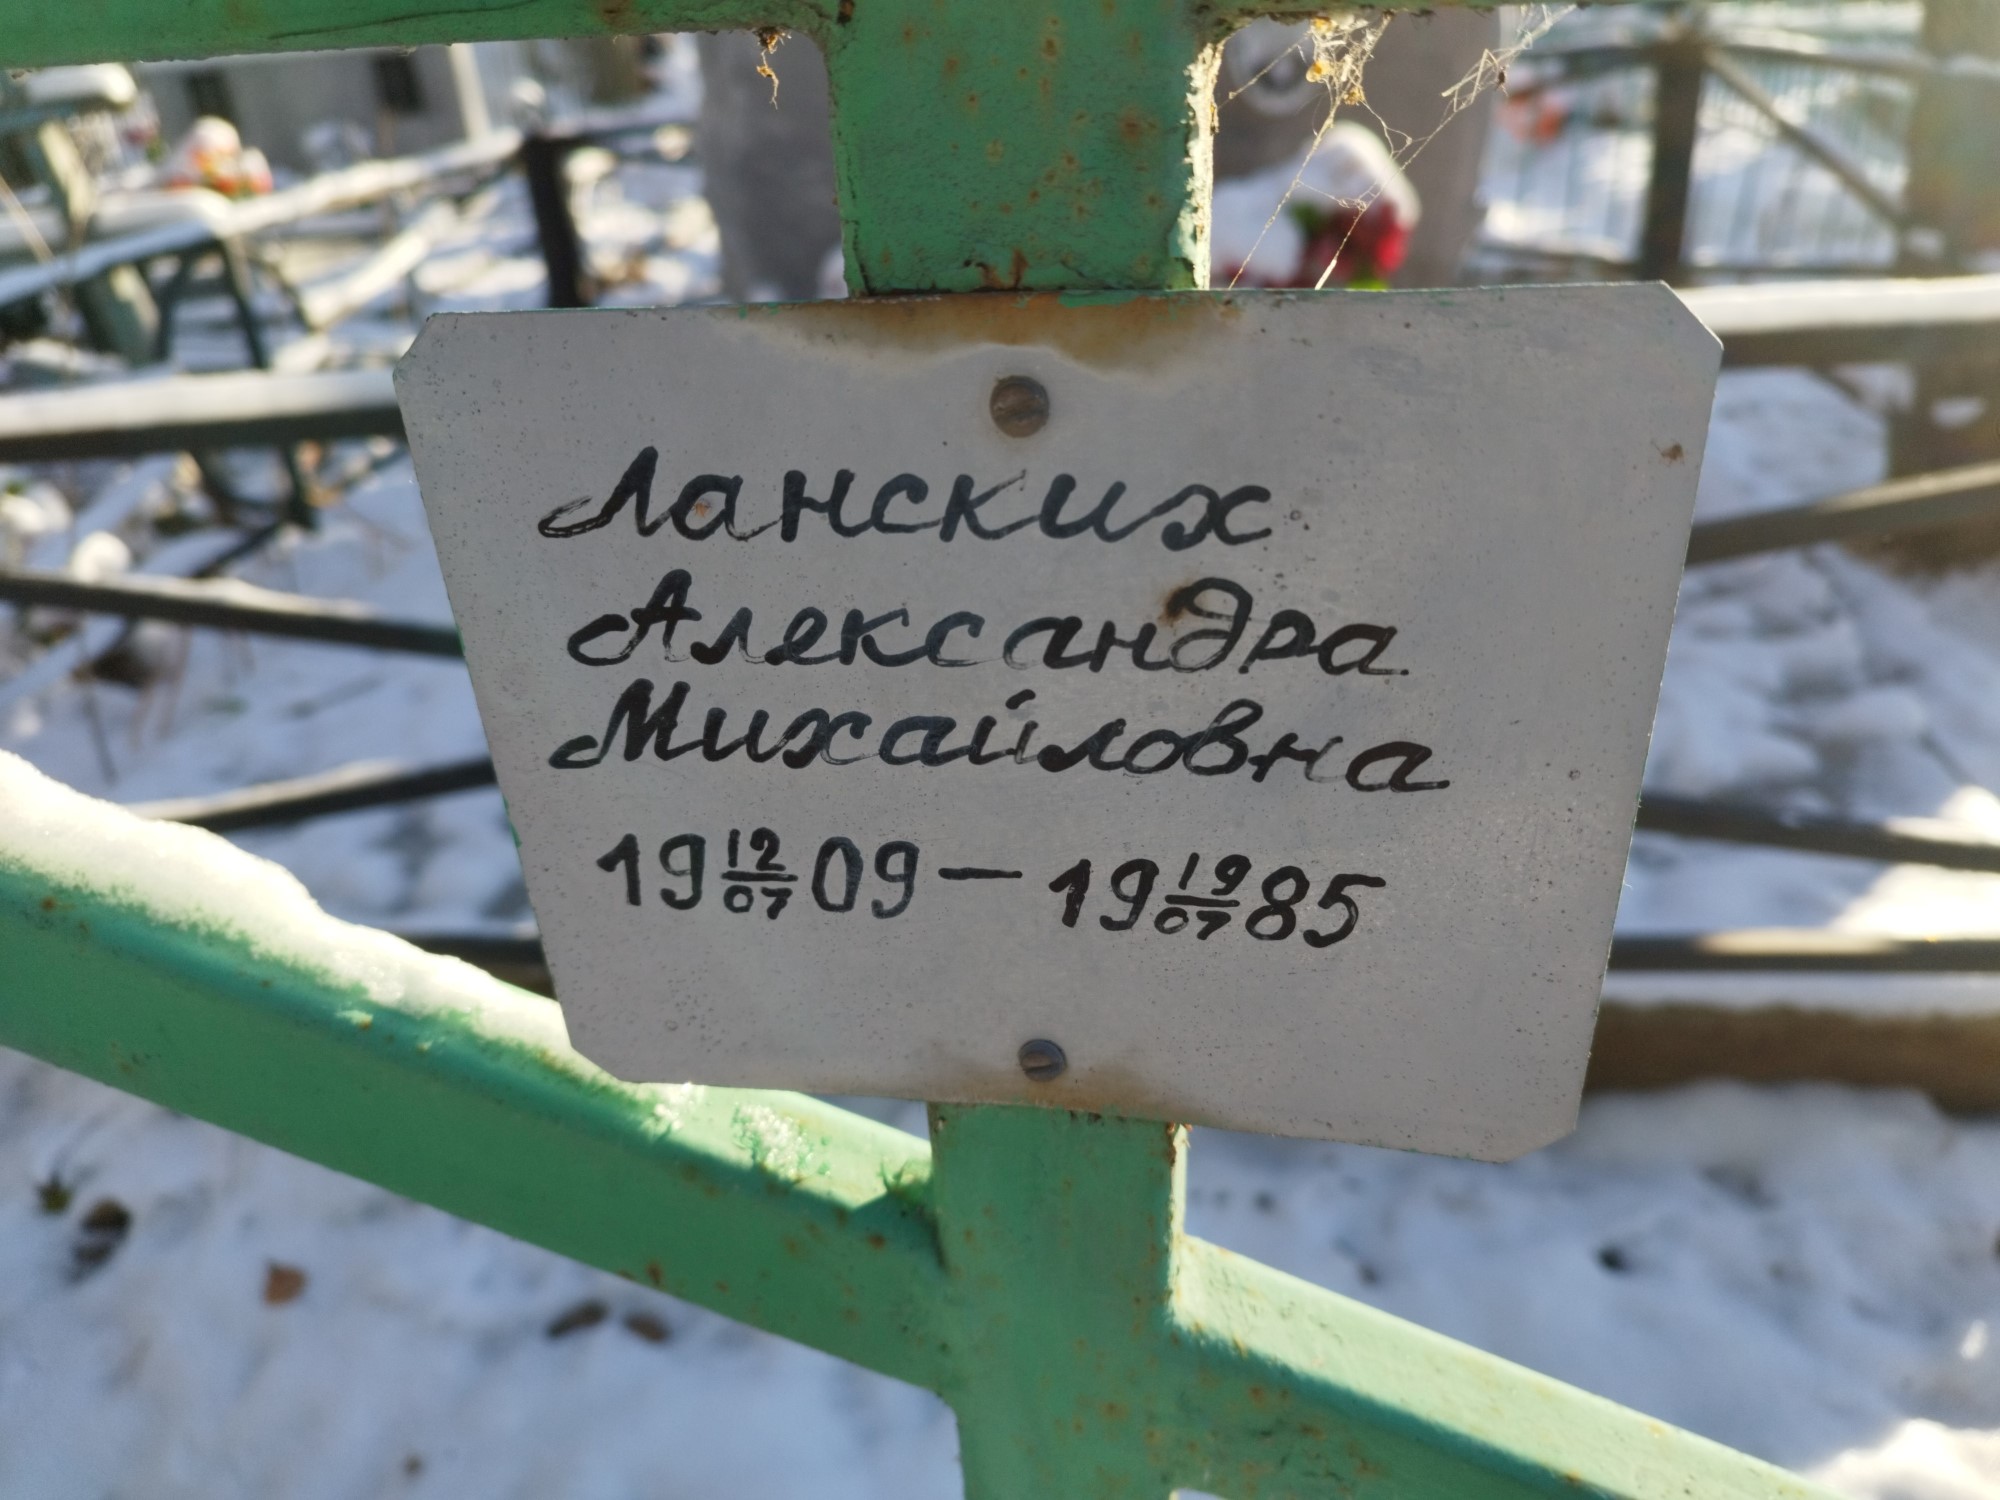 Ланских
Александра
Михайловна
19 12/07 09 — 19 19/07 85